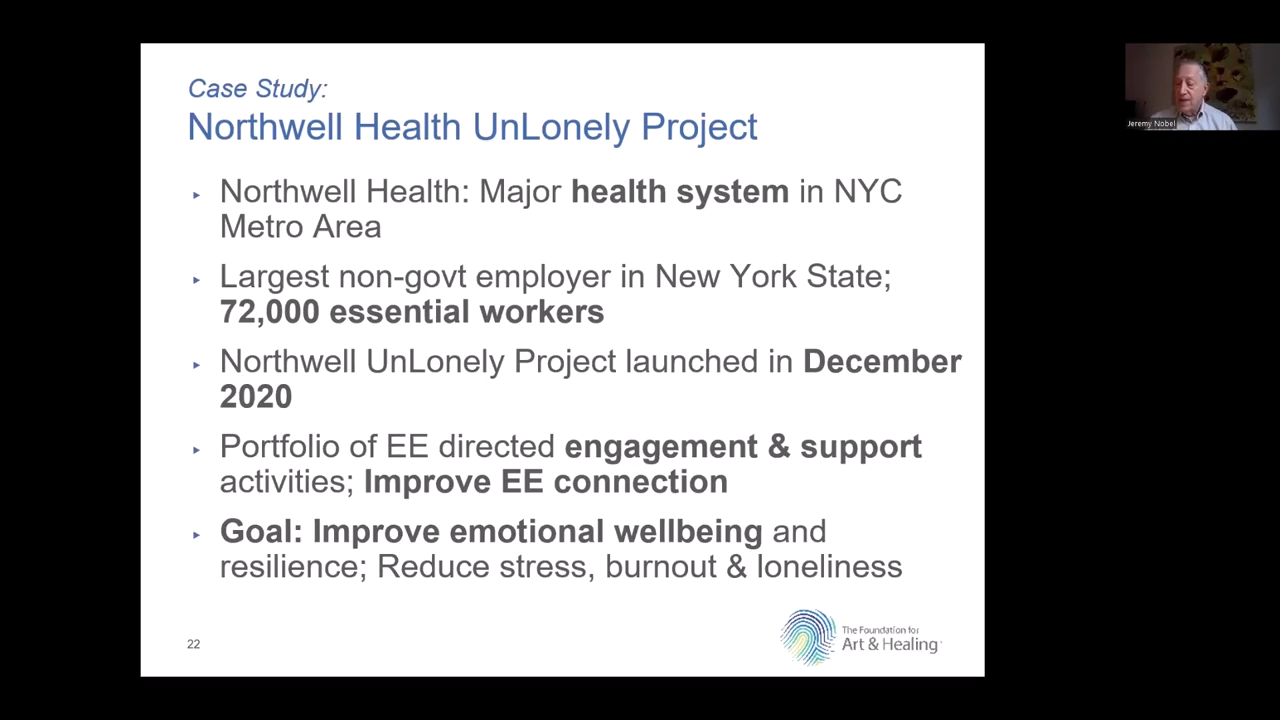 Case Study:
Northwell Health UnLonely Project
▸ Northwell Health: Major health system in NYC
Metro Area
▸ Largest non-govt employer in New York State;
72,000 essential workers
▸ Northwell UnLonely Project launched in December
2020
▸ Portfolio of EE directed engagement & support
activities; Improve EE connection
▸ Goal: Improve emotional wellbeing and
resilience; Reduce stress, burnout & loneliness
22
The Foundation for
Art & Healing
Jeremy Nobel